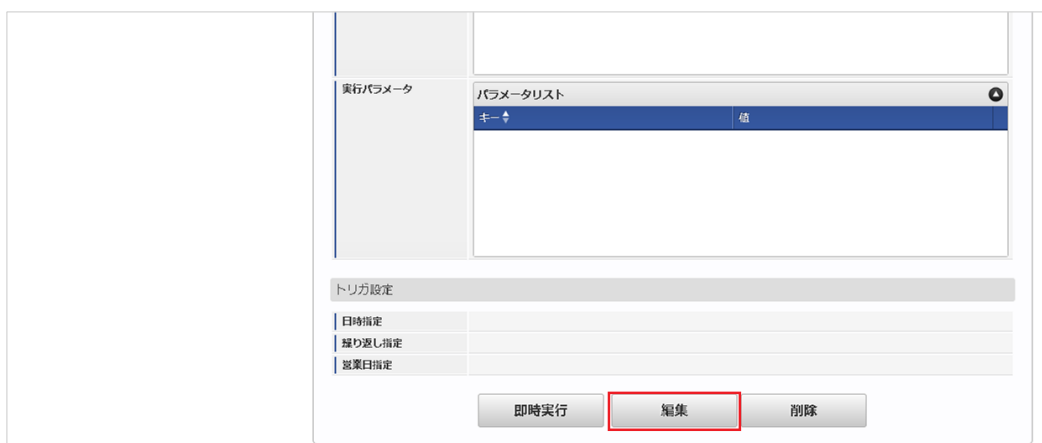 実行パラメータ
パラメータリスト
キー
値
トリガ設定
日時指定
繰り返し指定
営業日指定
即時実行
編集
削除